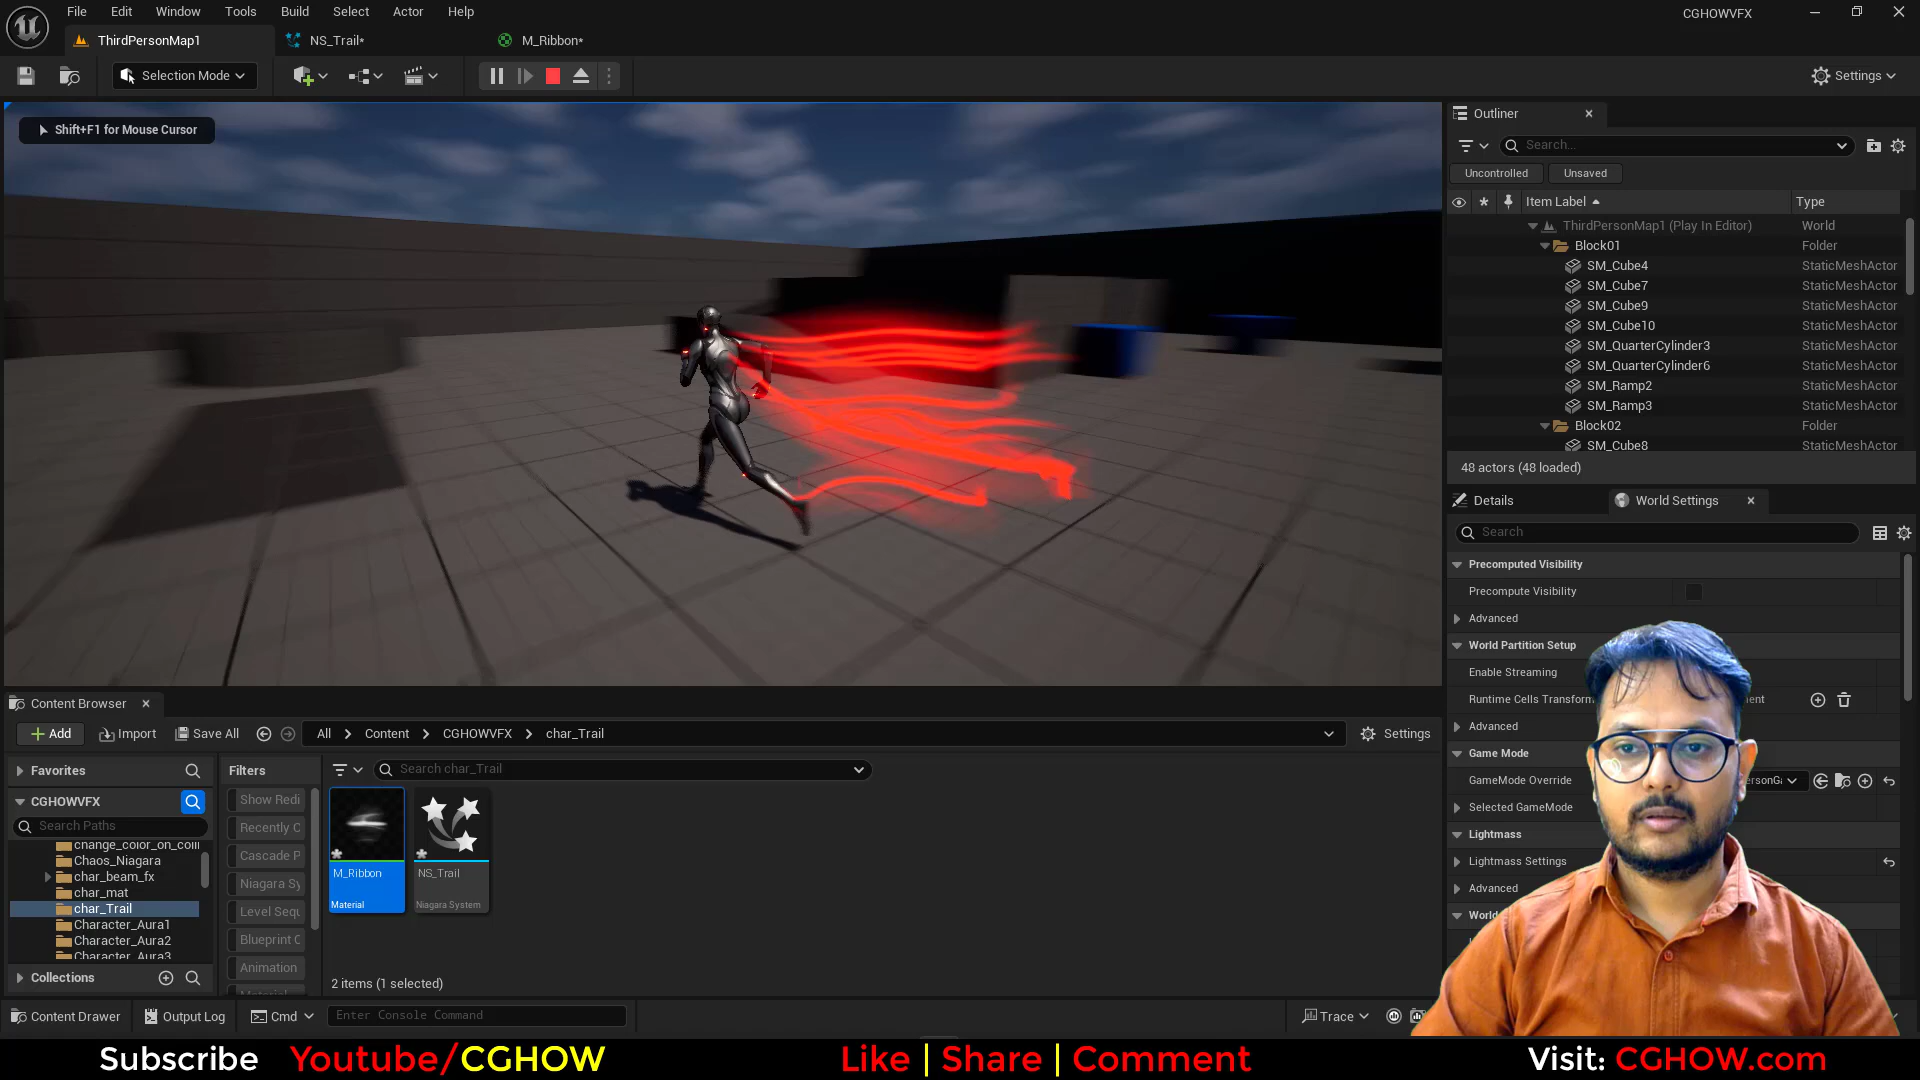 File Edit Window Tools Build Select Actor Help
CGHOWVFX
ThirdPersonMap1
NS_Trail*
M_Ribbon*
Selection Mode
Settings
Shift+F1 for Mouse Cursor
Outliner
Search...
Uncontrolled
Unsaved
Item Label
Type
ThirdPersonMap1 (Play In Editor) World
Block01 Folder
SM_Cube4 StaticMeshActor
SM_Cube7 StaticMeshActor
SM_Cube9 StaticMeshActor
SM_Cube10 StaticMeshActor
SM_QuarterCylinder3 StaticMeshActor
SM_QuarterCylinder6 StaticMeshActor
SM_Ramp2 StaticMeshActor
SM_Ramp3 StaticMeshActor
Block02 Folder
SM_Cube8 StaticMeshActor
48 actors (48 loaded)
Details
World Settings
Search
Precomputed Visibility
Precompute Visibility
Advanced
World Partition Setup
Enable Streaming
Runtime Cells Transform
Advanced
Game Mode
GameMode Override
Selected GameMode
Lightmass
Lightmass Settings
Advanced
World
Content Browser
Add Import Save All
All Content CGHOWVFX char_Trail
Settings
Favorites
CGHOWVFX
Search Paths
change_color_on_colli
Chaos_Niagara
char_beam_fx
char_mat
char_Trail
Character_Aura1
Character_Aura2
Character_Aura3
Collections
Filters
Show Redi
Recently C
Cascade P
Niagara Sy
Level Sequ
Blueprint C
Animation
Search char_Trail
M_Ribbon
Material
NS_Trail
Niagara System
2 items (1 selected)
Content Drawer
Output Log
Cmd
Enter Console Command
Trace
Subscribe Youtube/CGHOW
Like | Share | Comment
Visit: CGHOW.com